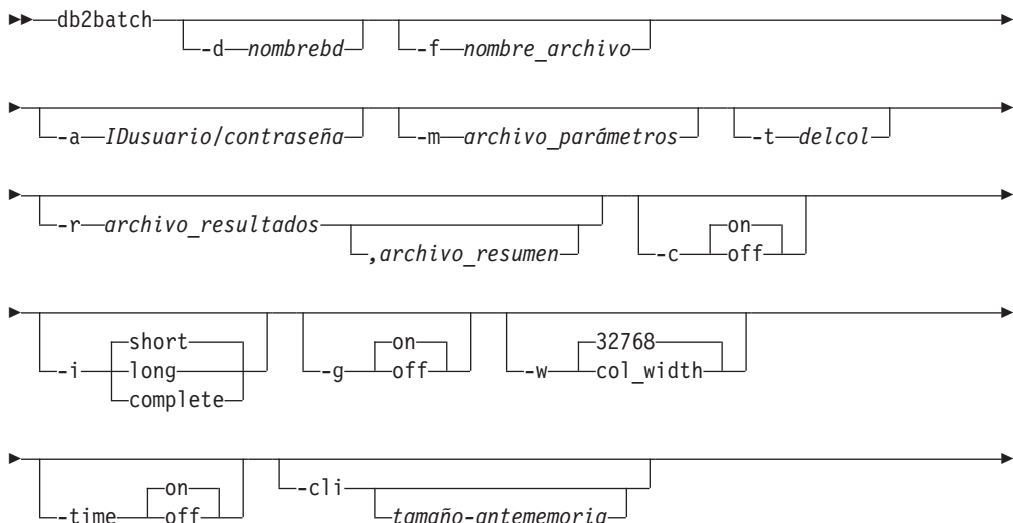 db2batch
-d nombrebd -f nombre_archivo
-a IDusuario/contraseña -m archivo_parámetros -t delcol
-r archivo_resultados on
,archivo_resumen -c off
short on 32768
-i long -g off -w col_width
complete
on -cli
-time off tamaño-antememoria